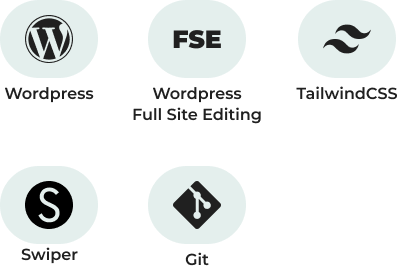 FSE
Wordpress
Wordpress
Full Site Editing
TailwindCSS
S
Swiper
Git